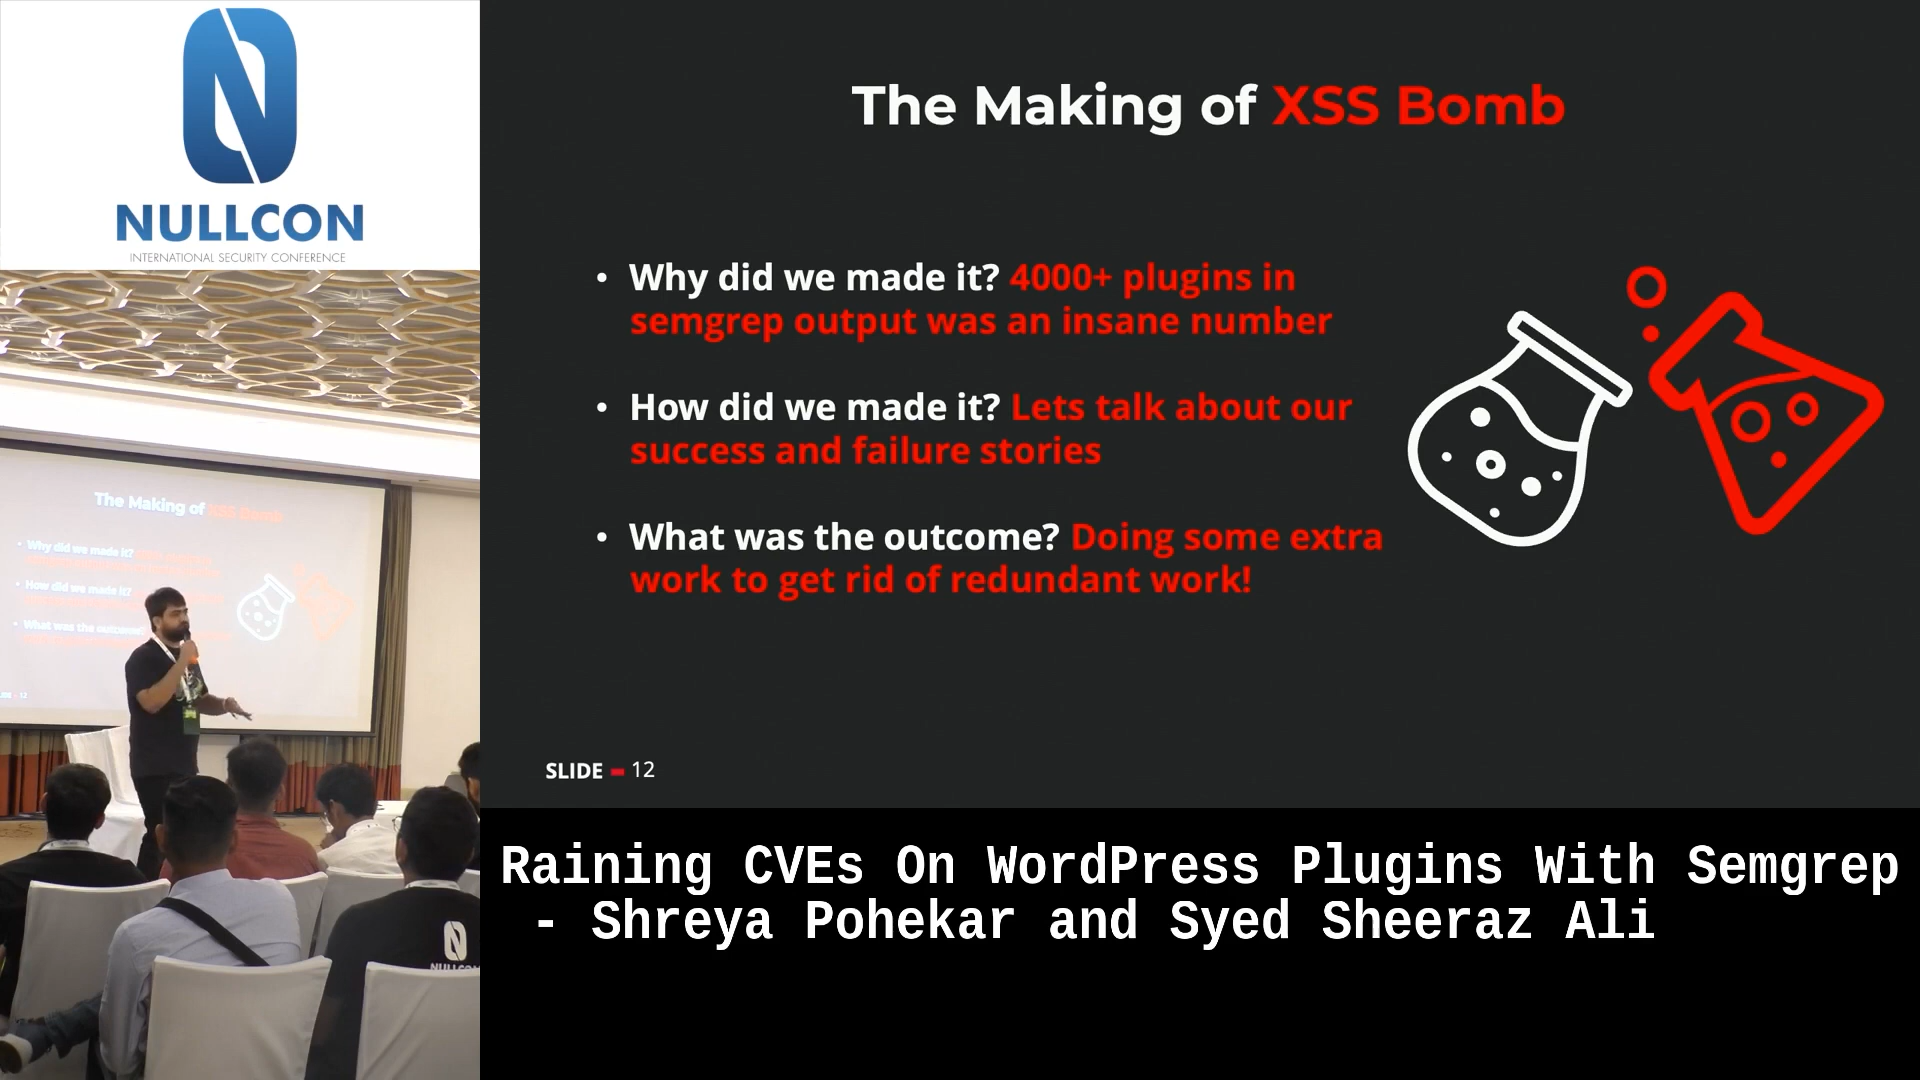 NULLCON
INTERNATIONAL SECURITY CONFERENCE
The Making of XSS Bomb
• Why did we made it? 4000+ plugins in
semgrep output was an insane number
• How did we made it? Lets talk about our
success and failure stories
• What was the outcome? Doing some extra
work to get rid of redundant work!
SLIDE - 12
The Making of XSS Bomb
• Why did we made it?
• How did we made it?
What was the outcome?
NULLCON
Raining CVEs On WordPress Plugins With Semgrep
- Shreya Pohekar and Syed Sheeraz Ali